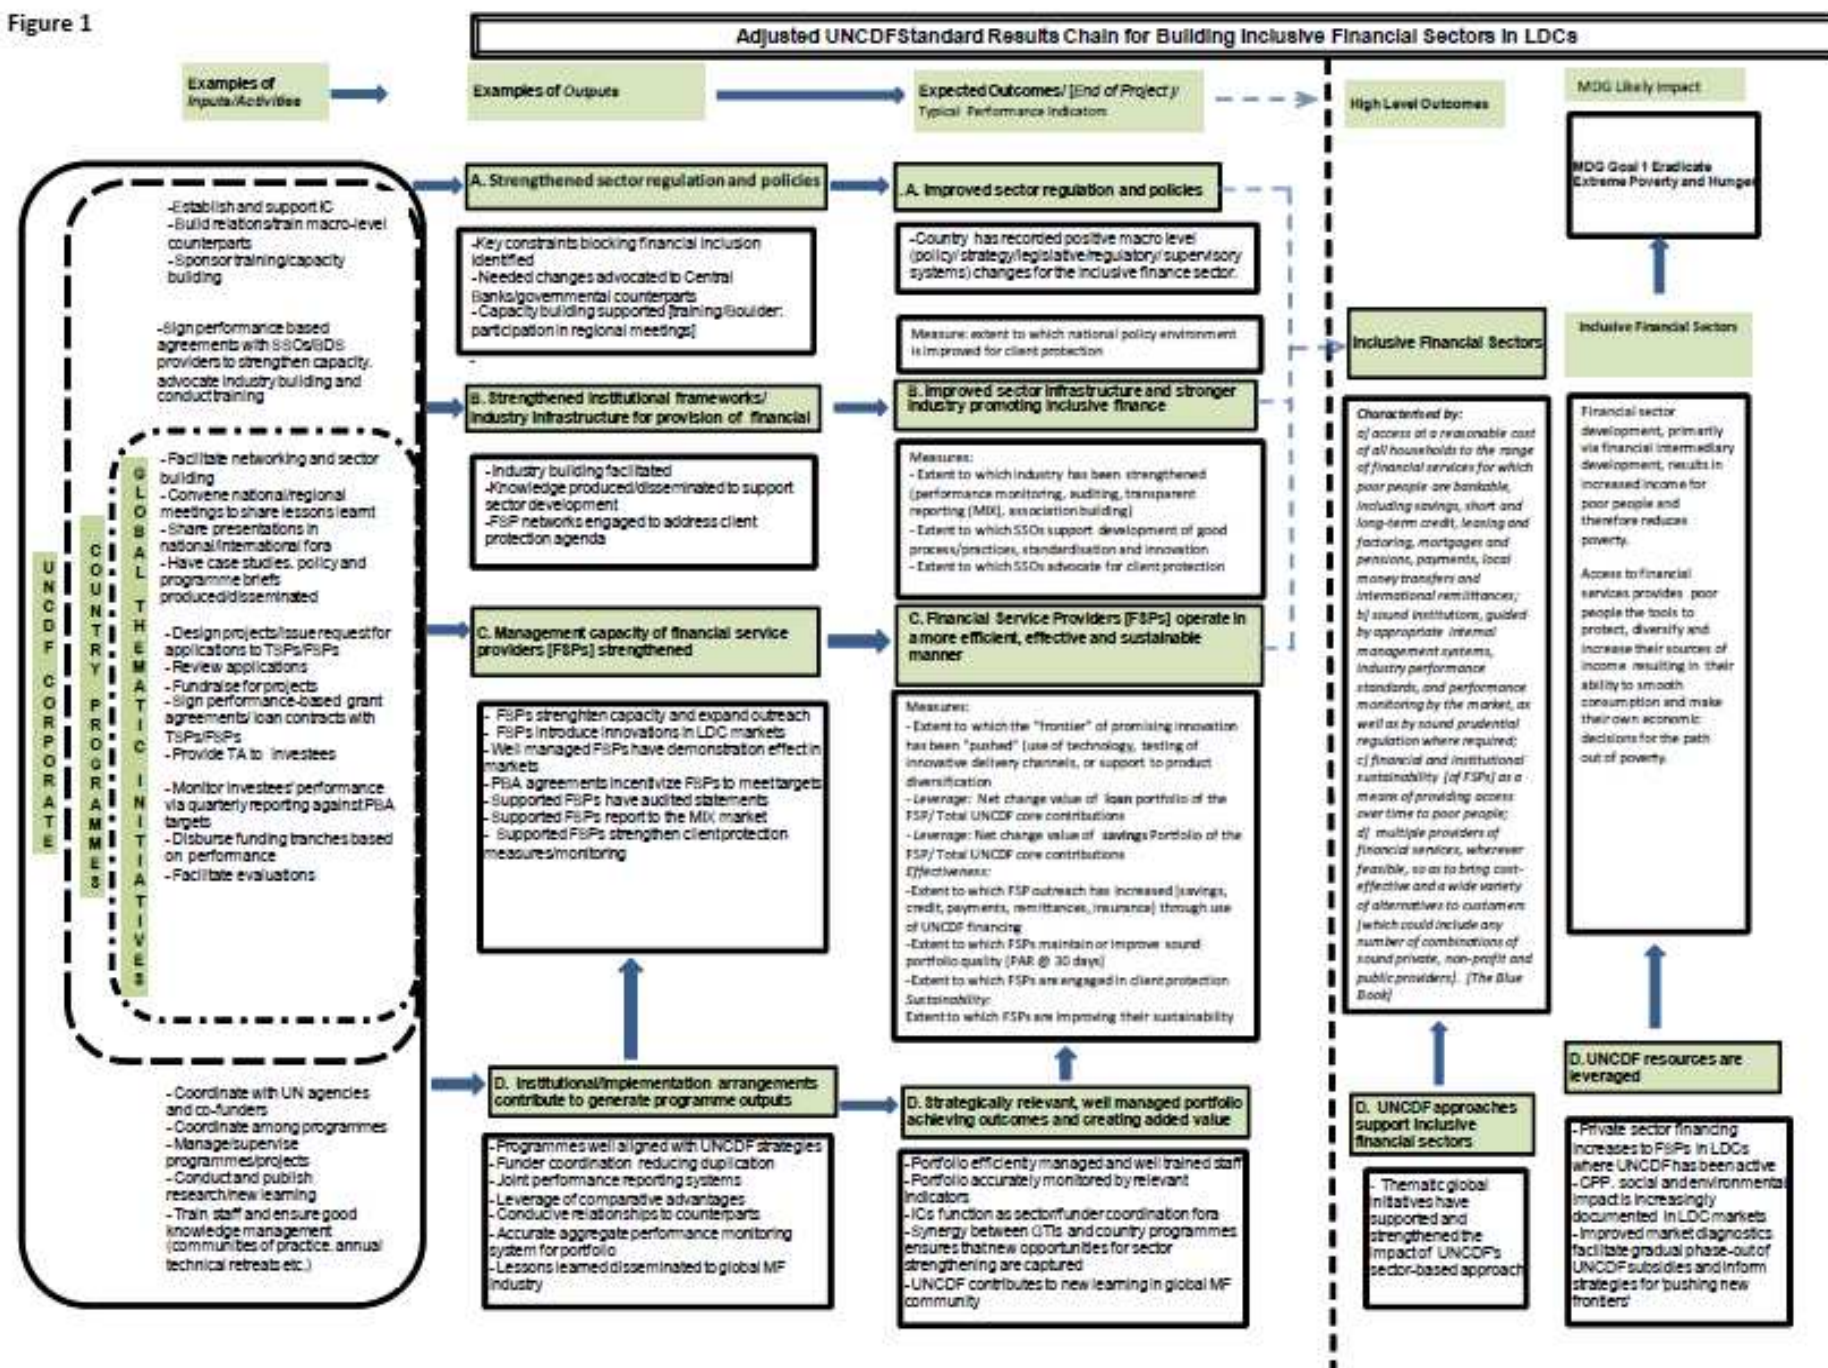 Figure 1
Adjusted UNCDFStandard Results Chain for Building Inclusive Financial Sectors in LDCs
Examples of
Inputs/Activities
Examples of Outputs
Expected Outcomes/ [End of Project]/
Typical Performance Indicators
High Level Outcomes
MDG Likely Impact
UNCDF CORPORATE
COUNTRY PROGRAMMES
GLOBAL THEMATIC INITIATIVES
-Establish and support IC
-Build relations/train macro-level
counterparts
-Sponsor training/capacity
building
-Sign performance based
agreements with SSOs/BDS
providers to strengthen capacity.
advocate industry building and
conduct training
-Facilitate networking and sector
building
-Convene national/regional
meetings to share lessons learnt
-Share presentations in
national/international fora
-Have case studies, policy and
programme briefs
produced/disseminated
-Design projects/issue request for
applications to TSPs/FSPs
-Review applications
-Fundraise for projects
-Sign performance-based grant
agreements/ loan contracts with
TSPs/FSPs
-Provide TA to investees
-Monitor investees' performance
via quarterly reporting against PBA
targets
-Disburse funding tranches based
on performance
-Facilitate evaluations
-Coordinate with UN agencies
and co-funders
-Coordinate among programmes
-Manage/supervise
programmes/projects
-Conduct and publish
research/new learning
-Train staff and ensure good
knowledge management
(communities of practice, annual
technical retreats etc.)
A. Strengthened sector regulation and policies
-Key constraints blocking financial inclusion
identified
-Needed changes advocated to Central
Banks/governmental counterparts
-Capacity building supported [training/Boulder:
participation in regional meetings]
-
B. Strengthened institutional frameworks/
industry infrastructure for provision of financial
-Industry building facilitated
-Knowledge produced/disseminated to support
sector development
-FSP networks engaged to address client
protection agenda
C. Management capacity of financial service
providers [FSPs] strengthened
- FSPs strenghten capacity and expand outreach
- FSPs introduce innovations in LDC markets
-Well managed FSPs have demonstration effect in
markets
-PBA agreements incentivize FSPs to meet targets
-Supported FSPs have audited statements
-Supported FSPs report to the MIX market
- Supported FSPs strengthen client protection
measures/monitoring
D. Institutional/implementation arrangements
contribute to generate programme outputs
-Programmes well aligned with UNCDF strategies
-Funder coordination reducing duplication
-Joint performance reporting systems
-Leverage of comparative advantages
-Conducive relationships to counterparts
-Accurate aggregate performance monitoring
system for portfolio
-Lessons learned disseminated to global MF
industry
.A. Improved sector regulation and policies
-Country has recorded positive macro level
(policy/strategy/legislative/regulatory/supervisory
systems) changes for the inclusive finance sector.
Measure: extent to which national policy environment
is improved for client protection
B. Improved sector infrastructure and stronger
industry promoting inclusive finance
Measures:
- Extent to which industry has been strengthened
(performance monitoring, auditing, transparent
reporting [MIX], association building)
- Extent to which SSOs support development of good
process/practices, standardisation and innovation
- Extent to which SSOs advocate for client protection
C. Financial Service Providers [FSPs] operate in
a more efficient, effective and sustainable
manner
Measures:
-Extent to which the "frontier" of promising innovation
has been "pushed" (use of technology, testing of
innovative delivery channels, or support to product
diversification
- Leverage: Net change value of loan portfolio of the
FSP/ Total UNCDF core contributions
- Leverage: Net change value of savings Portfolio of the
FSP/ Total UNCDF core contributions
Effectiveness:
-Extent to which FSP outreach has increased [savings,
credit, payments, remittances, insurance] through use
of UNCDF financing
-Extent to which FSPs maintain or improve sound
portfolio quality [PAR @ 30 days]
-Extent to which FSPs are engaged in client protection
Sustainability:
Extent to which FSPs are improving their sustainability
D. Strategically relevant, well managed portfolio
achieving outcomes and creating added value
-Portfolio efficiently managed and well trained staff
-Portfolio accurately monitored by relevant
indicators
-ICs function as sector/funder coordination fora
-Synergy between GTIs and country programmes
ensures that new opportunities for sector
strengthening are captured
-UNCDF contributes to new learning in global MF
community
Inclusive Financial Sectors
Characterised by:
a) access at a reasonable cost
of all households to the range
of financial services for which
poor people are bankable,
including savings, short and
long-term credit, leasing and
factoring, mortgages and
pensions, payments, local
money transfers and
international remittances;
b) sound institutions, guided
by appropriate internal
management systems,
industry performance
standards, and performance
monitoring by the market, as
well as by sound prudential
regulation where required;
c) financial and institutional
sustainability [of FSPs] as a
means of providing access
over time to poor people;
d) multiple providers of
financial services, wherever
feasible, so as to bring cost-
effective and a wide variety
of alternatives to customers
[which could include any
number of combinations of
sound private, non-profit and
public providers). [The Blue
Book]
D. UNCDF approaches
support inclusive
financial sectors
- Thematic global
initiatives have
supported and
strengthened the
impact of UNCDF's
sector-based approach
MDG Goal 1 Eradicate
Extreme Poverty and Hunger
Inclusive Financial Sectors
Financial sector
development, primarily
via financial intermediary
development, results in
increased income for
poor people and
therefore reduces
poverty.
Access to financial
services provides poor
people the tools to
protect, diversify and
increase their sources of
income resulting in their
ability to smooth
consumption and make
their own economic
decisions for the path
out of poverty.
D. UNCDF resources are
leveraged
-Private sector financing
increases to FSPs in LDCs
where UNCDF has been active
-CPP, social and environmental
impact is increasingly
documented in LDC markets
-Improved market diagnostics
facilitate gradual phase-out of
UNCDF subsidies and inform
strategies for 'pushing new
frontiers'